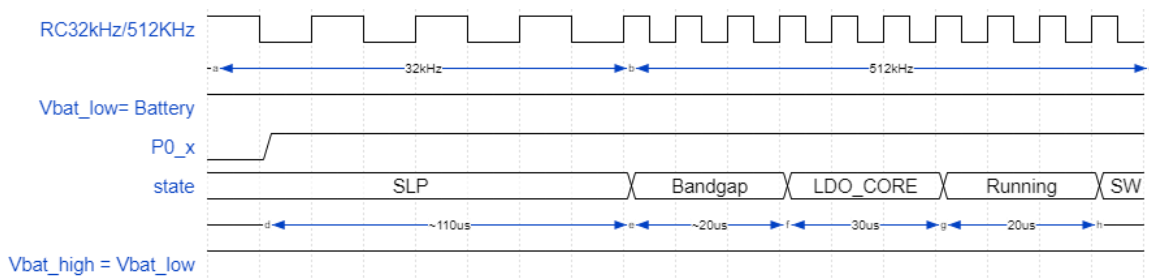 RC32kHz/512KHz
a 32kHz b 512kHz
Vbat_low= Battery
P0_x
state SLP Bandgap LDO_CORE Running SW
d ~110us e ~20us f 30us g 20us h
Vbat_high = Vbat_low